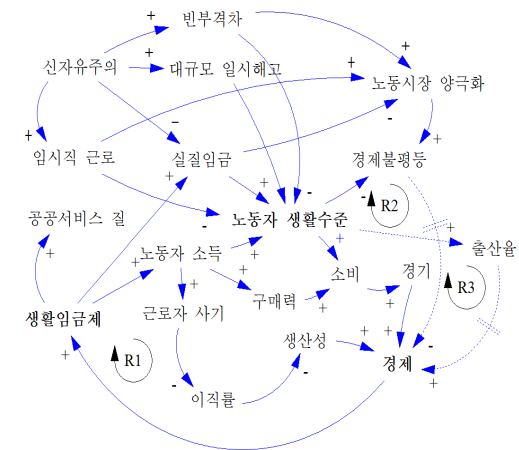 빈부격차
신자유주의
대규모 일시해고
노동시장 양극화
임시직 근로
실질임금
경제불평등
공공서비스 질
노동자 생활수준
R2
노동자 소득
출산율
소비
경기
R3
구매력
생활임금제
근로자 사기
생산성
R1
경제
이직률